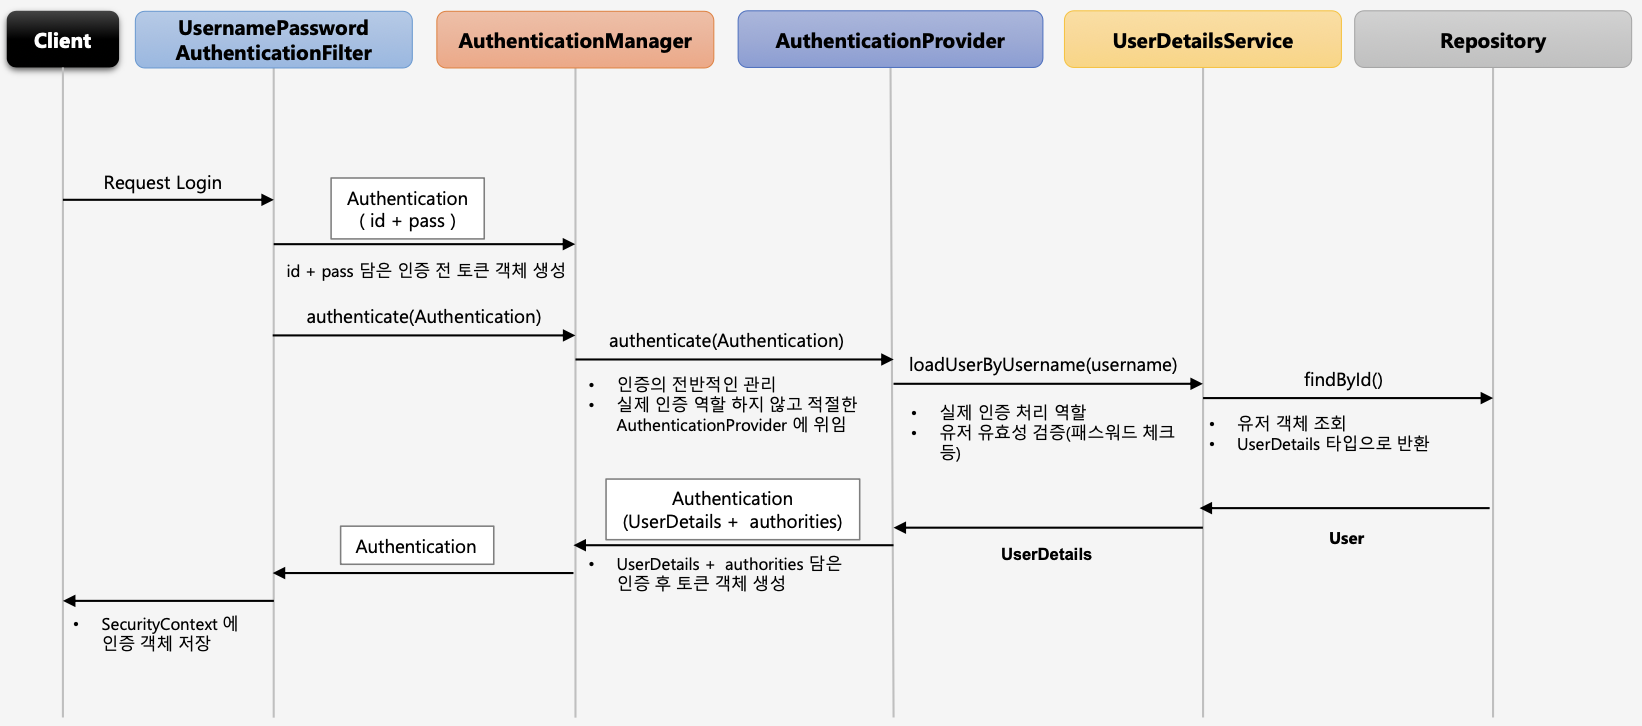 Client
UsernamePassword
AuthenticationFilter
AuthenticationManager
AuthenticationProvider
UserDetailsService
Repository
Request Login
Authentication
( id + pass )
id + pass 담은 인증 전 토큰 객체 생성
authenticate(Authentication)
authenticate(Authentication)
• 인증의 전반적인 관리
• 실제 인증 역할 하지 않고 적절한
AuthenticationProvider 에 위임
loadUserByUsername(username)
• 실제 인증 처리 역할
• 유저 유효성 검증(패스워드 체크
등)
findById()
• 유저 객체 조회
• UserDetails 타입으로 반환
User
UserDetails
Authentication
(UserDetails + authorities)
• UserDetails + authorities 담은
인증 후 토큰 객체 생성
Authentication
• SecurityContext 에
인증 객체 저장